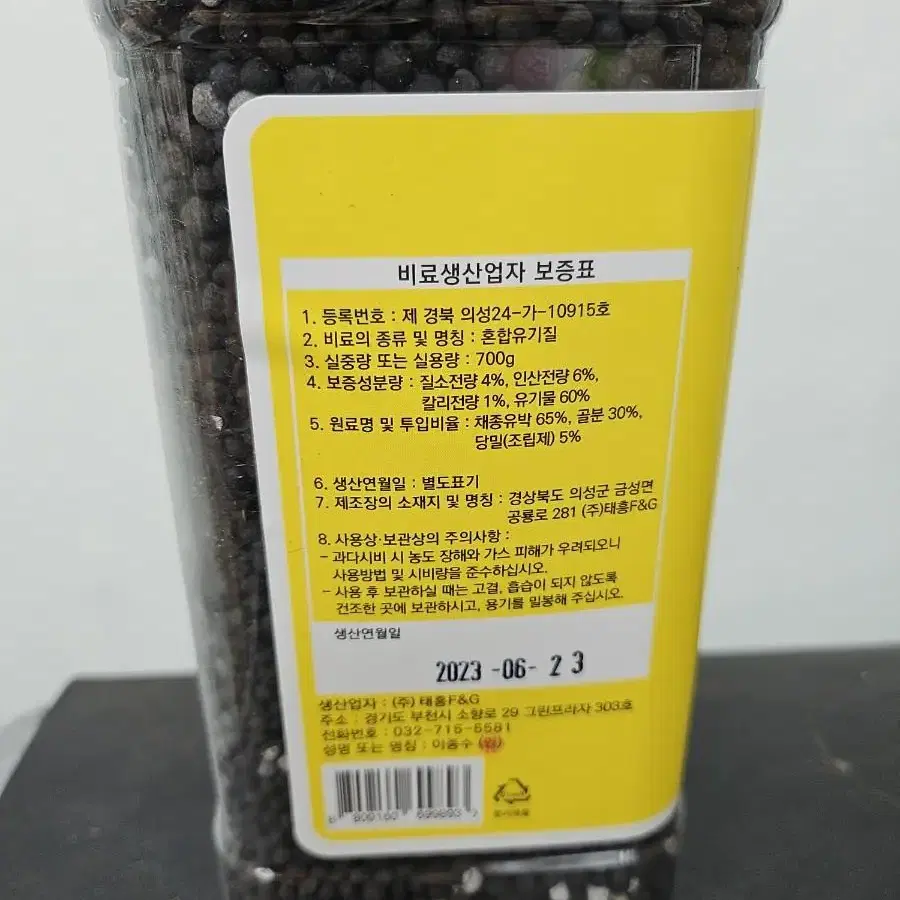 비료생산업자 보증표
1. 등록번호 : 제 경북 의성24-가-10915호
2. 비료의 종류 및 명칭 : 혼합유기질
3. 실중량 또는 실용량 : 700g
4. 보증성분량 : 질소전량 4%, 인산전량 6%,
칼리전량 1%, 유기물 60%
5. 원료명 및 투입비율 : 채종유박 65%, 골분 30%,
당밀(조립제) 5%
6. 생산연월일 : 별도표기
7. 제조장의 소재지 및 명칭 : 경상북도 의성군 금성면
공룡로 281 (주)태흥F&G
8. 사용상·보관상의 주의사항 :
- 과다시비 시 농도 장해와 가스 피해가 우려되오니
사용방법 및 시비량을 준수하십시오.
- 사용 후 보관하실 때는 고결, 흡습이 되지 않도록
건조한 곳에 보관하시고, 용기를 밀봉해 주십시오.
생산연월일
2023 -06- 2 3
생산업자 : (주) 태흥F&G
주소 : 경기도 부천시 소향로 29 그린프라자 303호
전화번호 : 032-715-5581
성명 또는 명칭 : 이종수